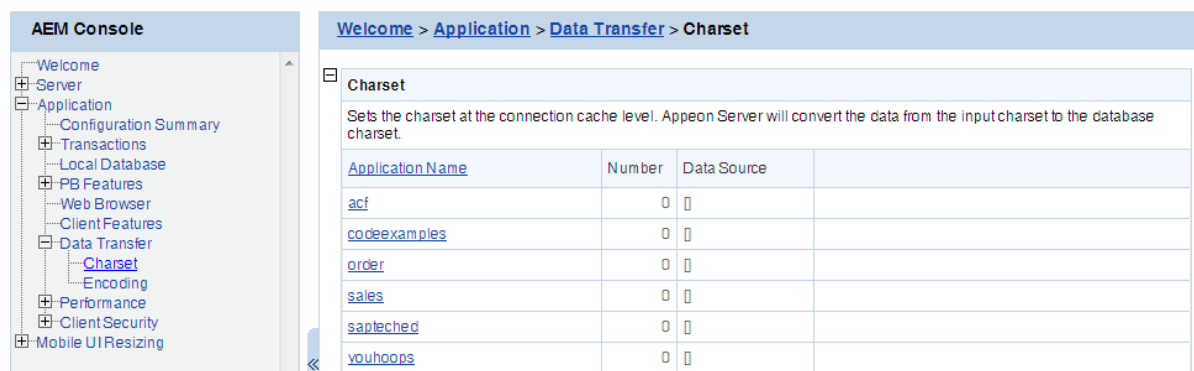 AEM Console
Welcome
Server
Application
Configuration Summary
Transactions
Local Database
PB Features
Web Browser
Client Features
Data Transfer
Charset
Encoding
Performance
Client Security
Mobile UI Resizing
Welcome > Application > Data Transfer > Charset
Charset
Sets the charset at the connection cache level. Appeon Server will convert the data from the input charset to the database
charset.
Application Name Number Data Source
acf 0 []
codeexamples 0 []
order 0 []
sales 0 []
sapteched 0 []
youhoops 0 []